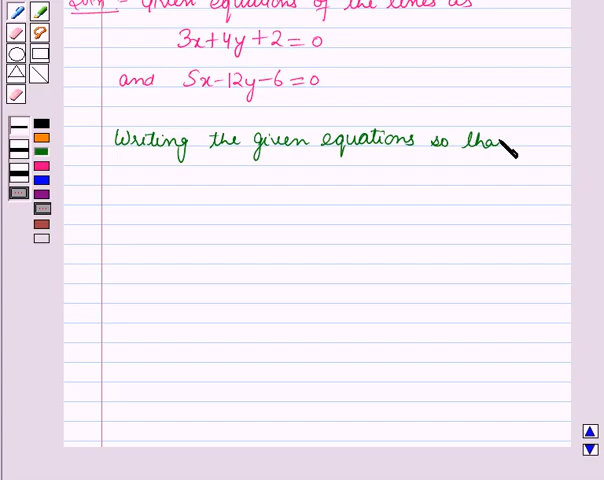 Soln - Given equations of the lines as
3x+4y+2=0
and 5x-12y-6=0
Writing the given equations so tha